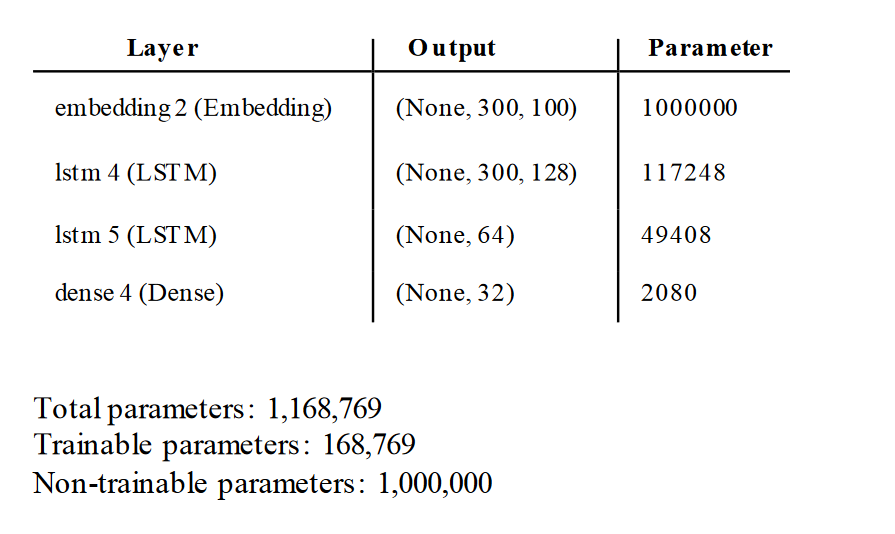 Layer Output Parameter
embedding 2 (Embedding) (None, 300, 100) 1000000
lstm 4 (LSTM) (None, 300, 128) 117248
lstm 5 (LSTM) (None, 64) 49408
dense 4 (Dense) (None, 32) 2080
Total parameters: 1,168,769
Trainable parameters: 168,769
Non-trainable parameters: 1,000,000